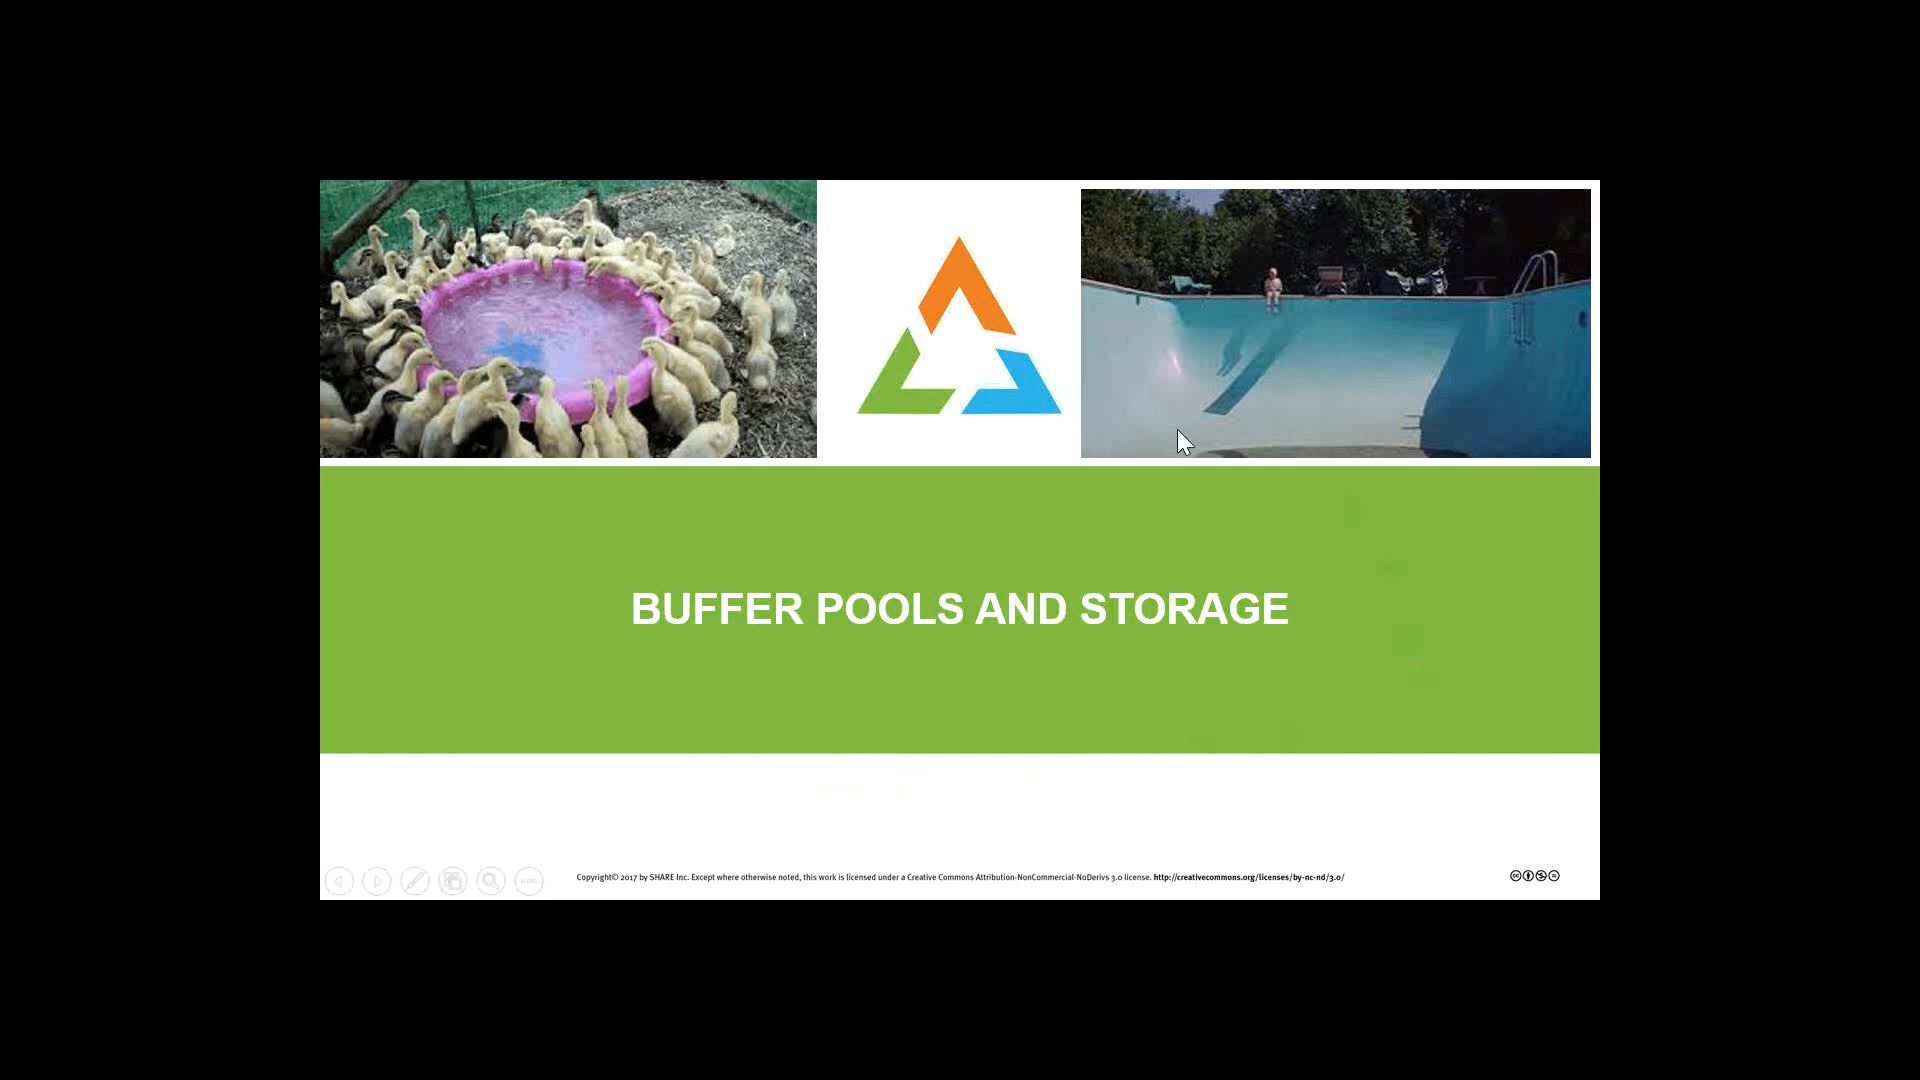 BUFFER POOLS AND STORAGE
Copyright© 2017 by SHARE Inc. Except where otherwise noted, this work is licensed under a Creative Commons Attribution-NonCommercial-NoDerivs 3.0 license. http://creativecommons.org/licenses/by-nc-nd/3.0/